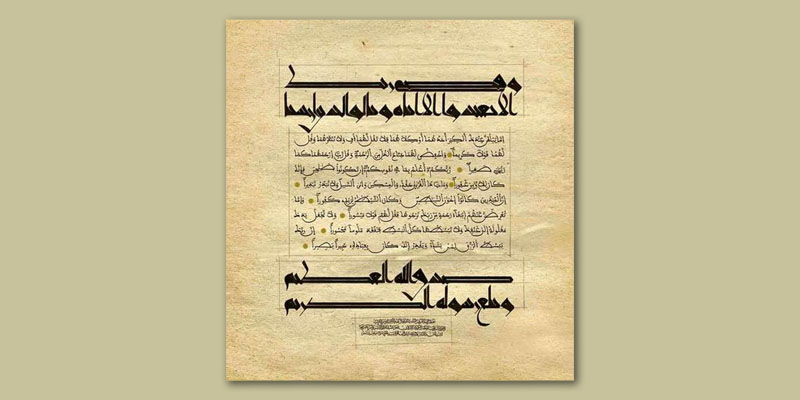 وقضى ربك
الا تعبدوا الا اياه وبالوالدين احسنا
إما يبلغن عندك الكبر أحدهما أو كلاهما فلا تقل لهما أف ولا تنهرهما وقل
لهما قولا كريماً واخفض لهما جناح الذل من الرحمة وقل رب ارحمهما كما
ربياني صغيراً ربكم أعلم بما في نفوسكم إن تكونوا صالحين فإنه
كان للأوابين غفوراً وآت ذا القربى حقه والمسكين وابن السبيل ولا تبذر تبذيراً
إن المبذرين كانوا إخوان الشياطين وكان الشيطان لربه كفوراً وإما
تعرضن عنهم ابتغاء رحمة من ربك ترجوها فقل لهم قولا ميسوراً ولا تجعل يدك
مغلولة إلى عنقك ولا تبسطها كل البسط فتقعد ملوماً محسوراً إن ربك
يبسط الرزق لمن يشاء ويقدر إنه كان بعباده خبيراً بصيراً
صدق الله العظيم
وبلغ رسوله الكريم